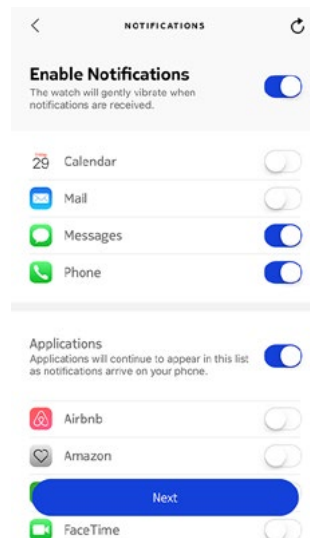 NOTIFICATIONS
Enable Notifications
The watch will gently vibrate when
notifications are received.
29
Calendar
Mail
Messages
Phone
Applications
Applications will continue to appear in this list
as notifications arrive on your phone.
Airbnb
Amazon
Next
FaceTime